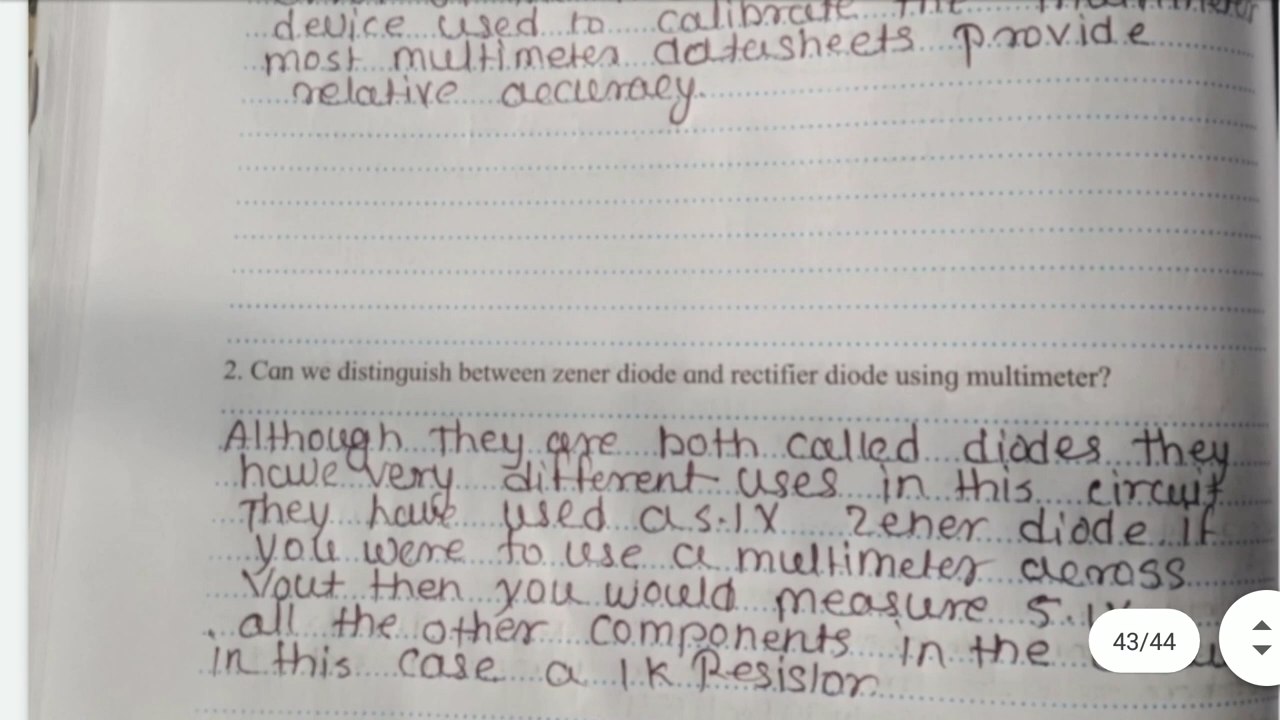 device used to calibrate the
most multimeter datasheets provide
relative accuracy.
2. Can we distinguish between zener diode and rectifier diode using multimeter?
Although They are both called diodes they
have very different uses in this circuit
They have used a 5.1V zener diode If
you were to use a multimeter across
Vout then you would measure 5.1V
all the other components in the
in this case a 1k Resistor
43/44